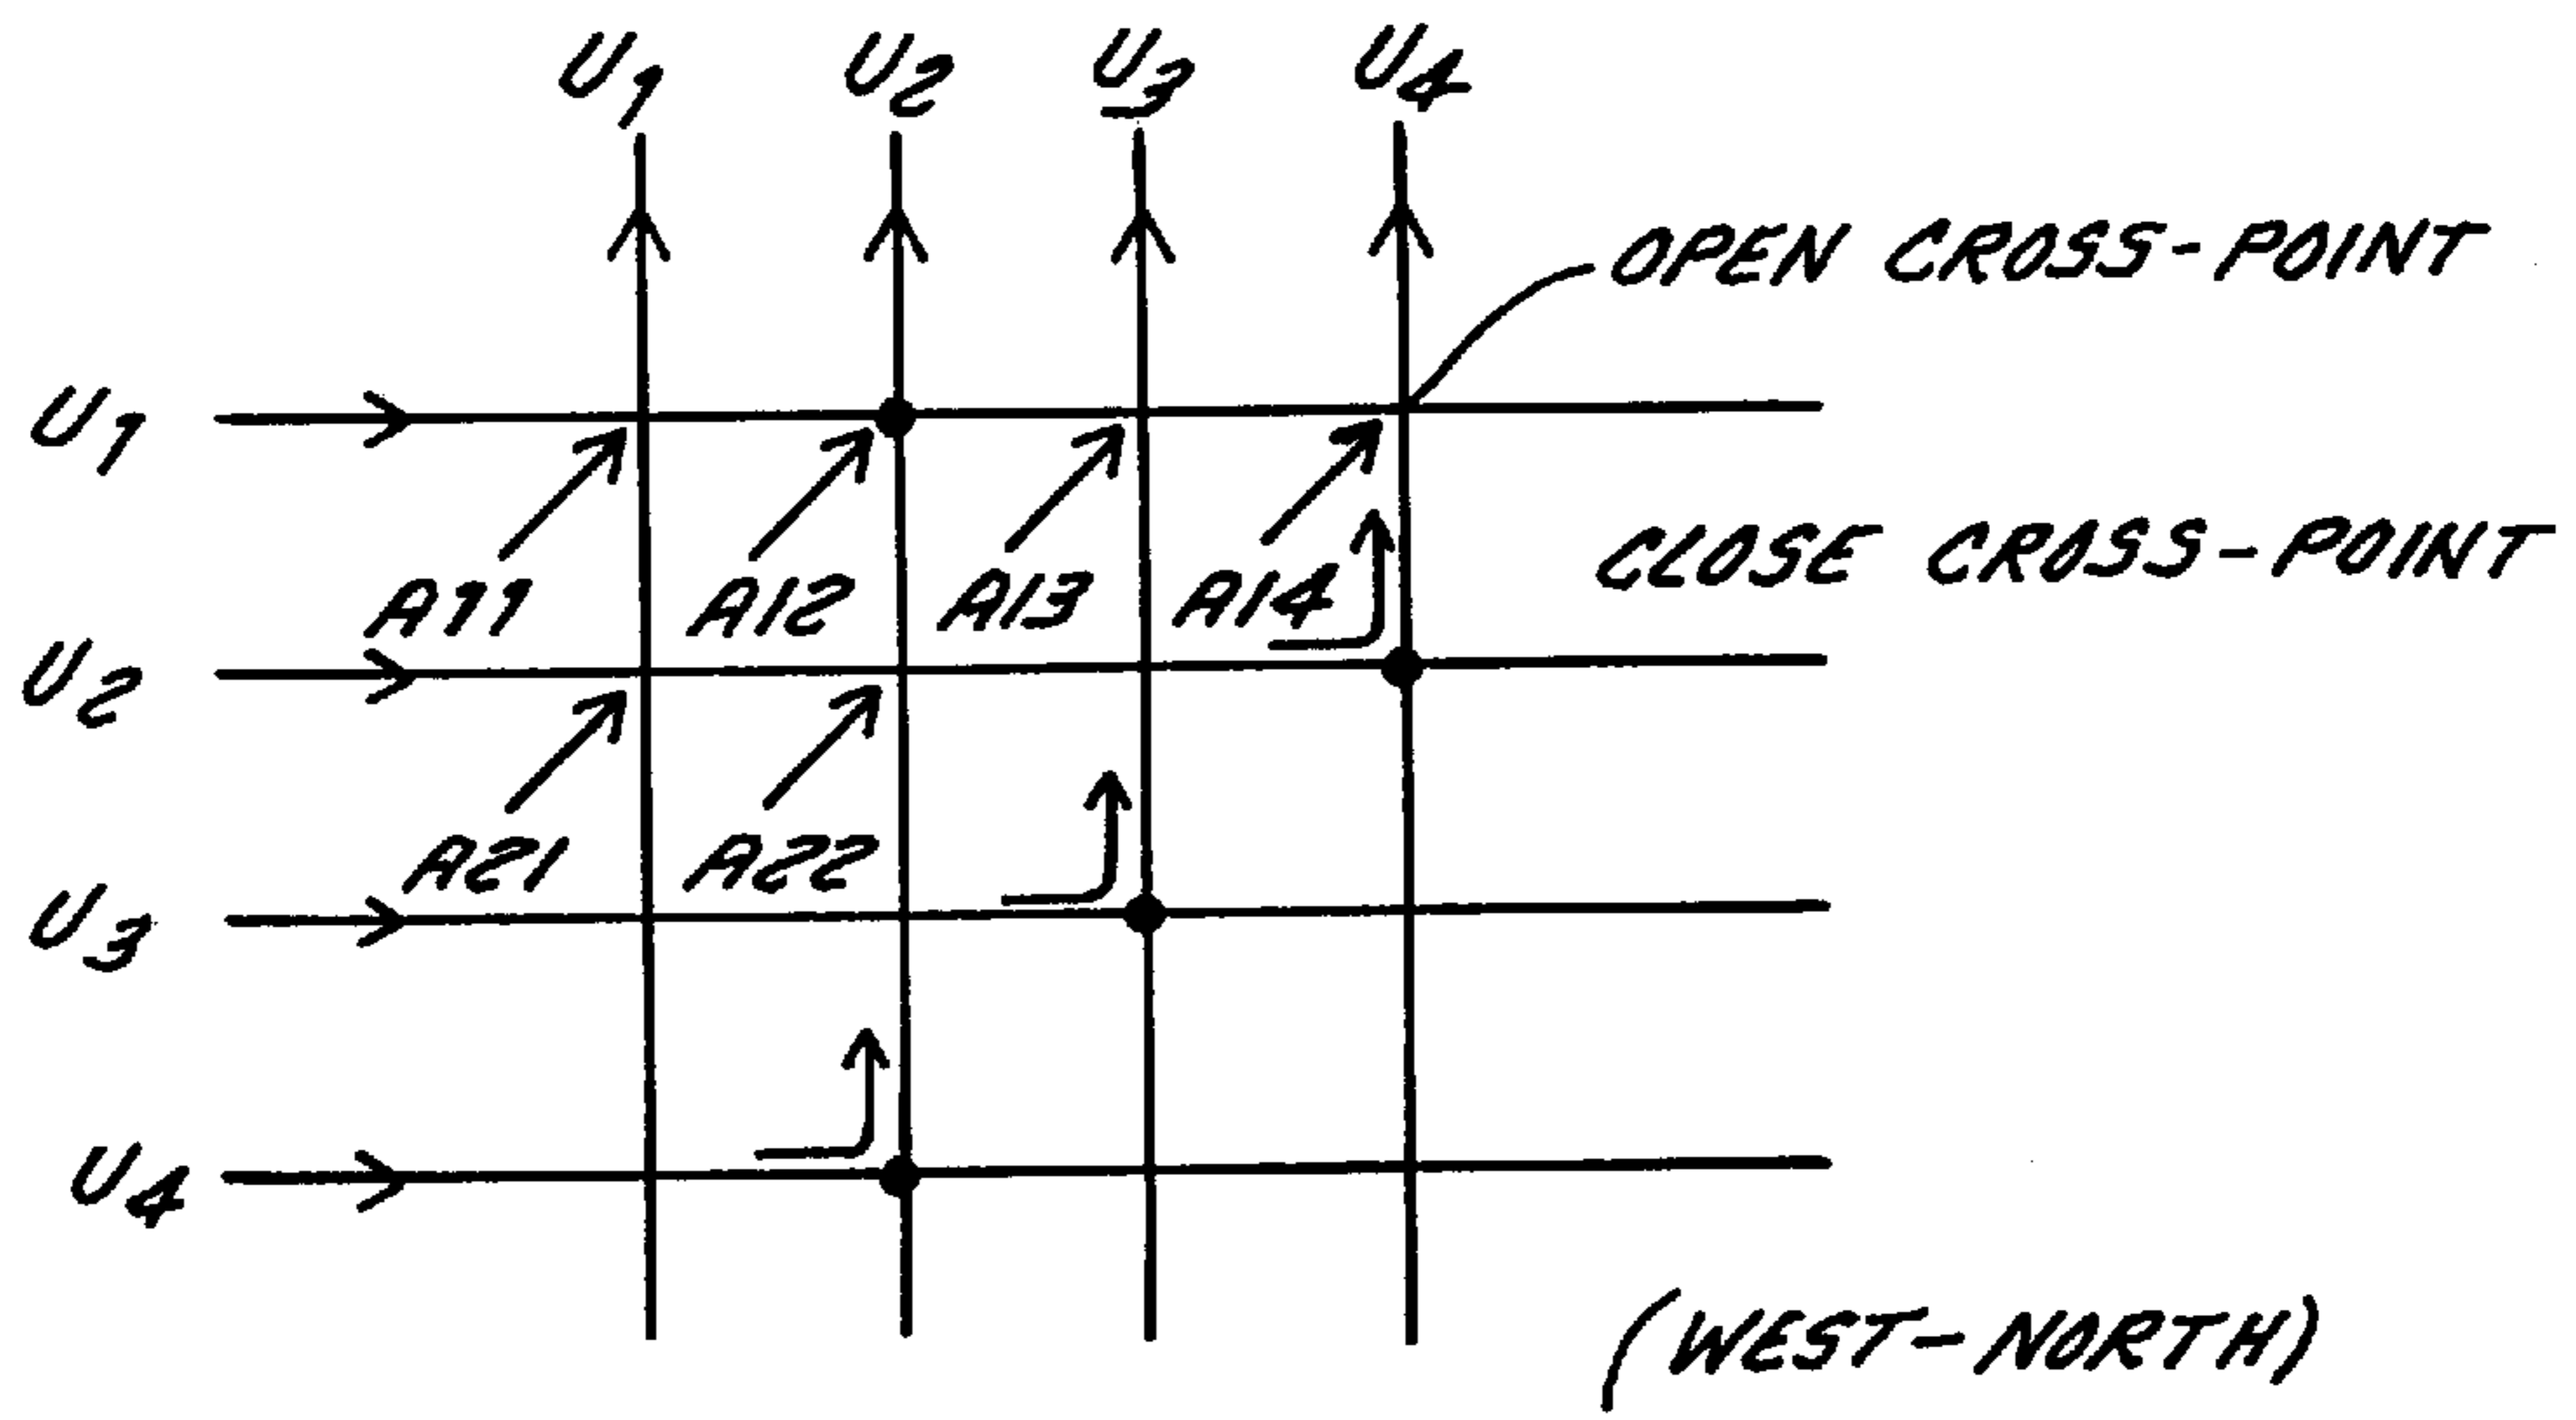 U1 U2 U3 U4
OPEN CROSS-POINT
U1
CLOSE CROSS-POINT
A11 A12 A13 A14
U2
A21 A22
U3
U4
(WEST-NORTH)